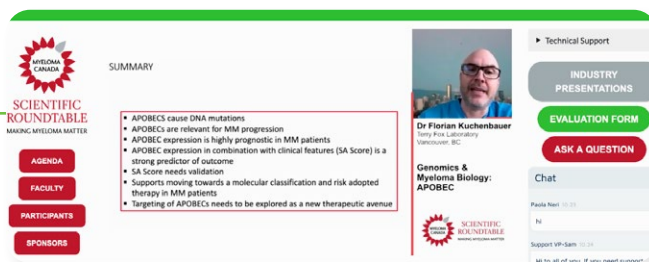 MYELOMA
CANADA
SCIENTIFIC
ROUNDTABLE
MAKING MYELOMA MATTER
AGENDA
FACULTY
PARTICIPANTS
SPONSORS
SUMMARY
• APOBECS cause DNA mutations
• APOBECs are relevant for MM progression
• APOBEC expression is highly prognostic in MM patients
• APOBEC expression in combination with clinical features (SA Score) is a
strong predictor of outcome
• SA Score needs validation
• Supports moving towards a molecular classification and risk adopted
therapy in MM patients
• Targeting of APOBECs needs to be explored as a new therapeutic avenue
Dr Florian Kuchenbauer
Terry Fox Laboratory
Vancouver, BC
Genomics &
Myeloma Biology:
APOBEC
MYELOMA
CANADA
SCIENTIFIC
ROUNDTABLE
MAKING MYELOMA MATTER
Technical Support
INDUSTRY
PRESENTATIONS
EVALUATION FORM
ASK A QUESTION
Chat
Paola Neri
hi
Support VP-Sam
Hi to all of you. If you need support